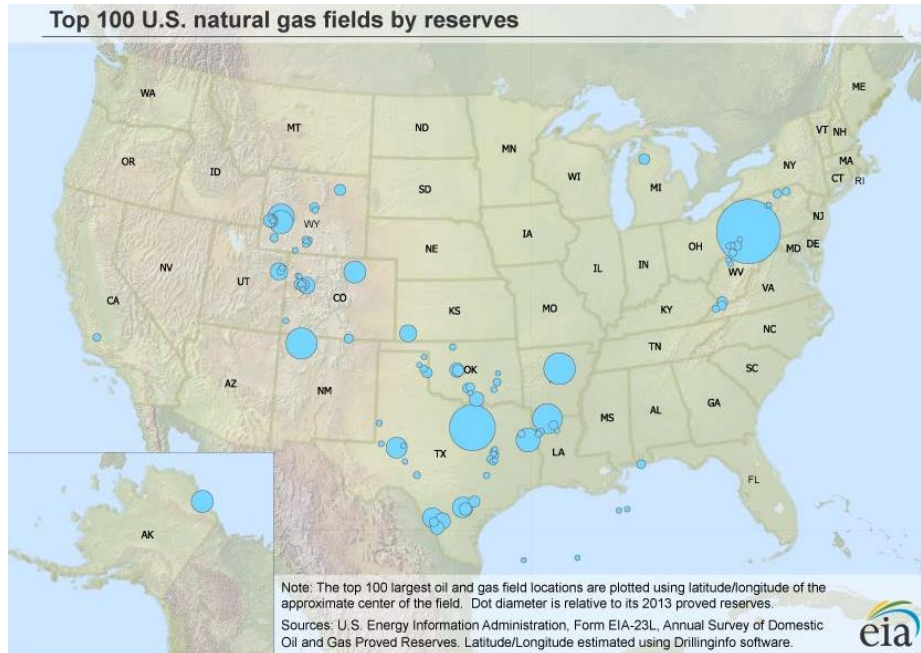 Top 100 U.S. natural gas fields by reserves
WA
MT
ND
MN
ME
VT
NH
OR
ID
SD
WI
MI
NY
MA
CT
RI
WY
IA
NE
NJ
NV
UT
CO
IL
IN
OH
MD
DE
WV
VA
CA
KS
MO
KY
NC
TN
AZ
NM
OK
SC
MS
AL
GA
TX
LA
FL
AK
Note: The top 100 largest oil and gas field locations are plotted using latitude/longitude of the
approximate center of the field. Dot diameter is relative to its 2013 proved reserves.
Sources: U.S. Energy Information Administration, Form EIA-23L, Annual Survey of Domestic
Oil and Gas Proved Reserves. Latitude/Longitude estimated using Drillinginfo software.
eia